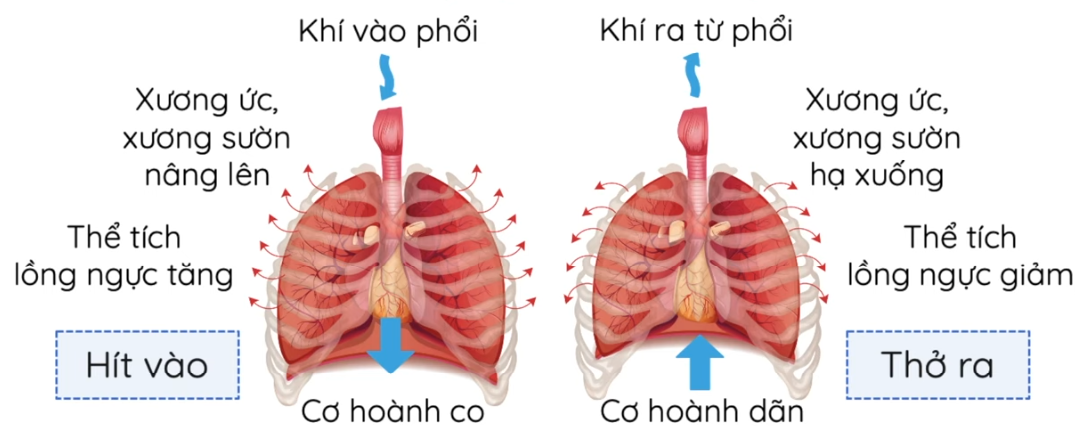 Khí vào phổi
Xương ức,
xương sườn
nâng lên
Thể tích
lồng ngực tăng
Hít vào
Cơ hoành co
Khí ra từ phổi
Xương ức,
xương sườn
hạ xuống
Thể tích
lồng ngực giảm
Thở ra
Cơ hoành dãn